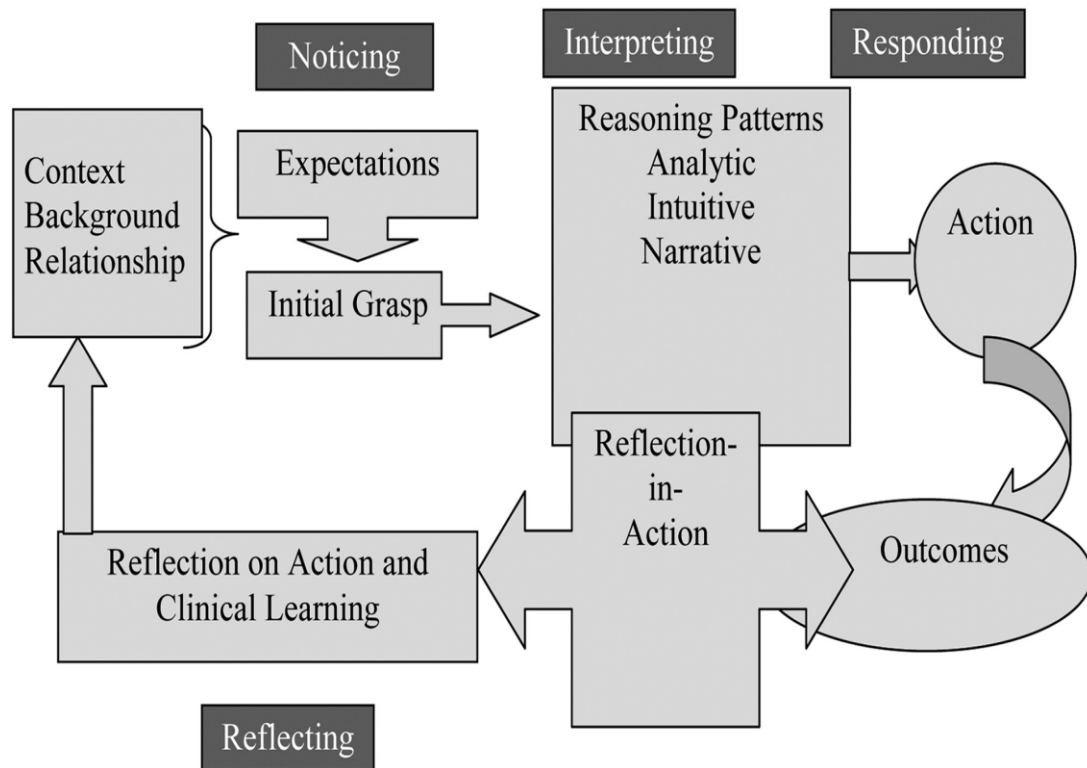 Noticing
Interpreting
Responding
Context
Background
Relationship
Expectations
Initial Grasp
Reasoning Patterns
Analytic
Intuitive
Narrative
Action
Reflection-
in-
Action
Outcomes
Reflection on Action and
Clinical Learning
Reflecting